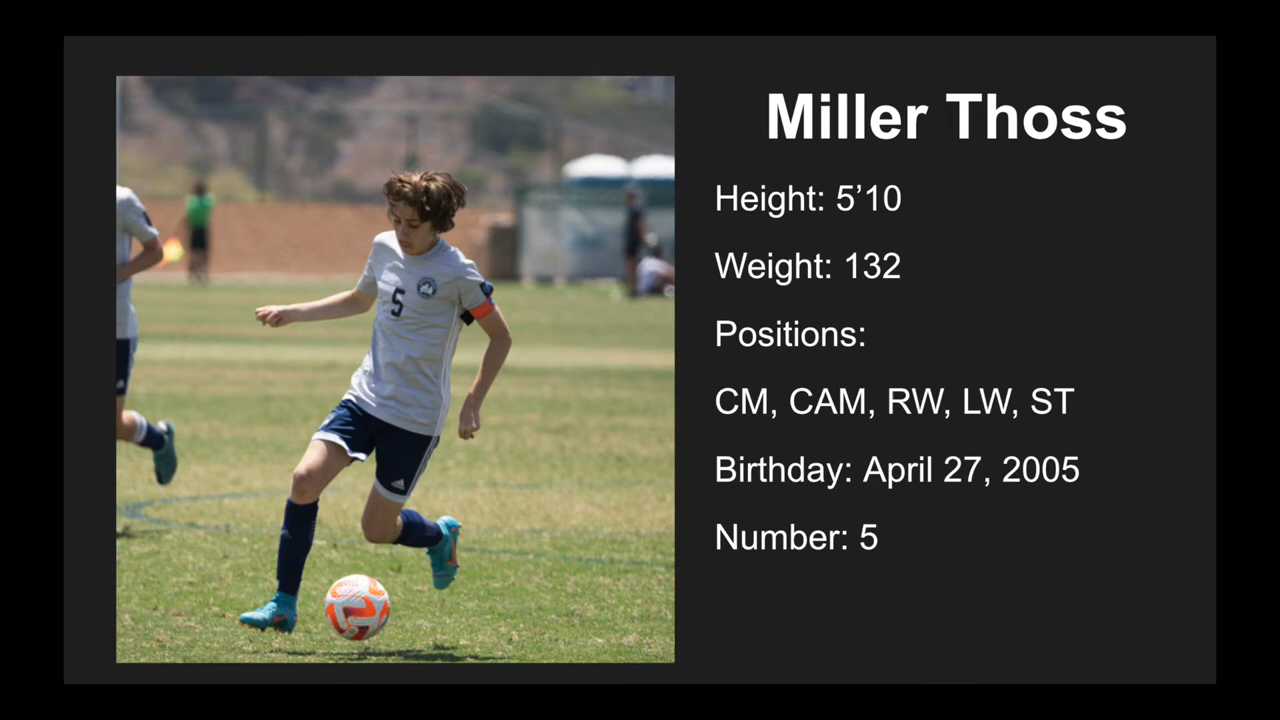 Miller Thoss
Height: 5’10
Weight: 132
Positions:
CM, CAM, RW, LW, ST
Birthday: April 27, 2005
Number: 5
5